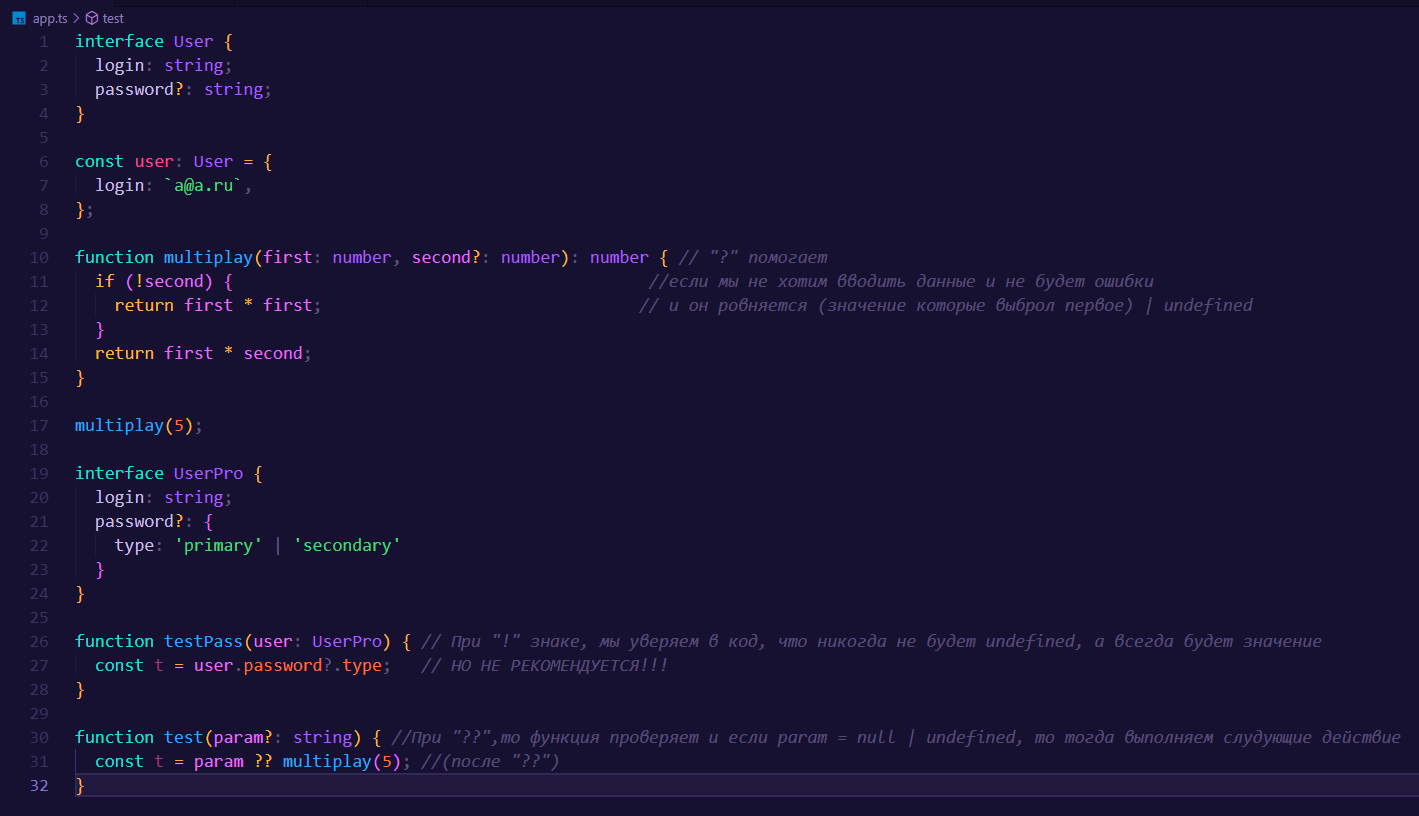 TS app.ts > test
1 interface User {
2   login: string;
3   password?: string;
4 }
5
6 const user: User = {
7   login: `a@a.ru`,
8 };
9
10 function multiplay(first: number, second?: number): number { // "?" помогает
11   if (!second) {                                          //если мы не хотим вводить данные и не будет ошибки
12     return first * first;                                // и он ровняется (значение которые выброл первое) | undefined
13   }
14   return first * second;
15 }
16
17 multiplay(5);
18
19 interface UserPro {
20   login: string;
21   password?: {
22     type: 'primary' | 'secondary'
23   }
24 }
25
26 function testPass(user: UserPro) { // При "!" знаке, мы уверяем в код, что никогда не будет undefined, а всегда будет значение
27   const t = user.password?.type;   // НО НЕ РЕКОМЕНДУЕТСЯ!!!
28 }
29
30 function test(param?: string) { //При "??",то функция проверяет и если param = null | undefined, то тогда выполняем слудующие действие
31   const t = param ?? multiplay(5); //(после "??")
32 }